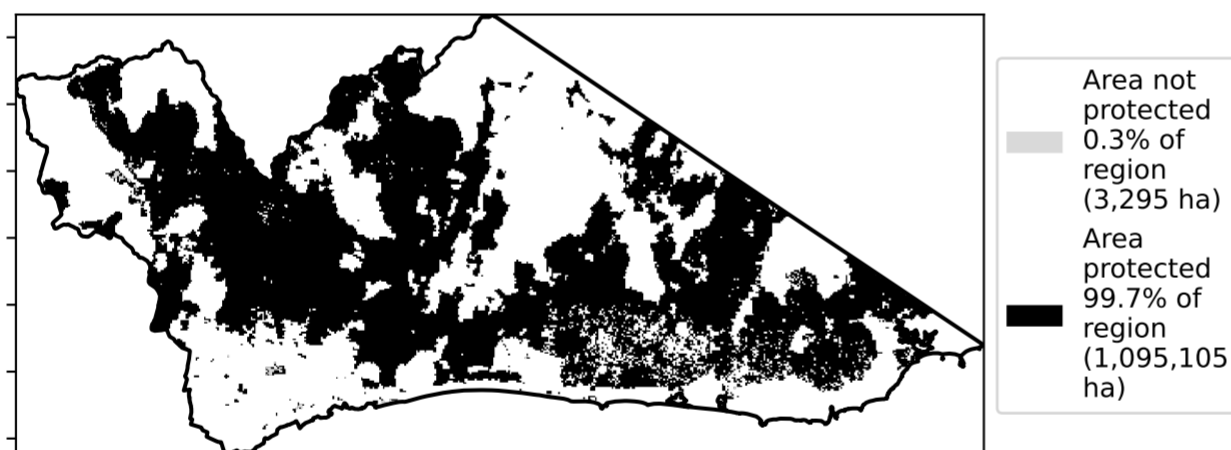 Area not
protected
0.3% of
region
(3,295 ha)
Area
protected
99.7% of
region
(1,095,105
ha)